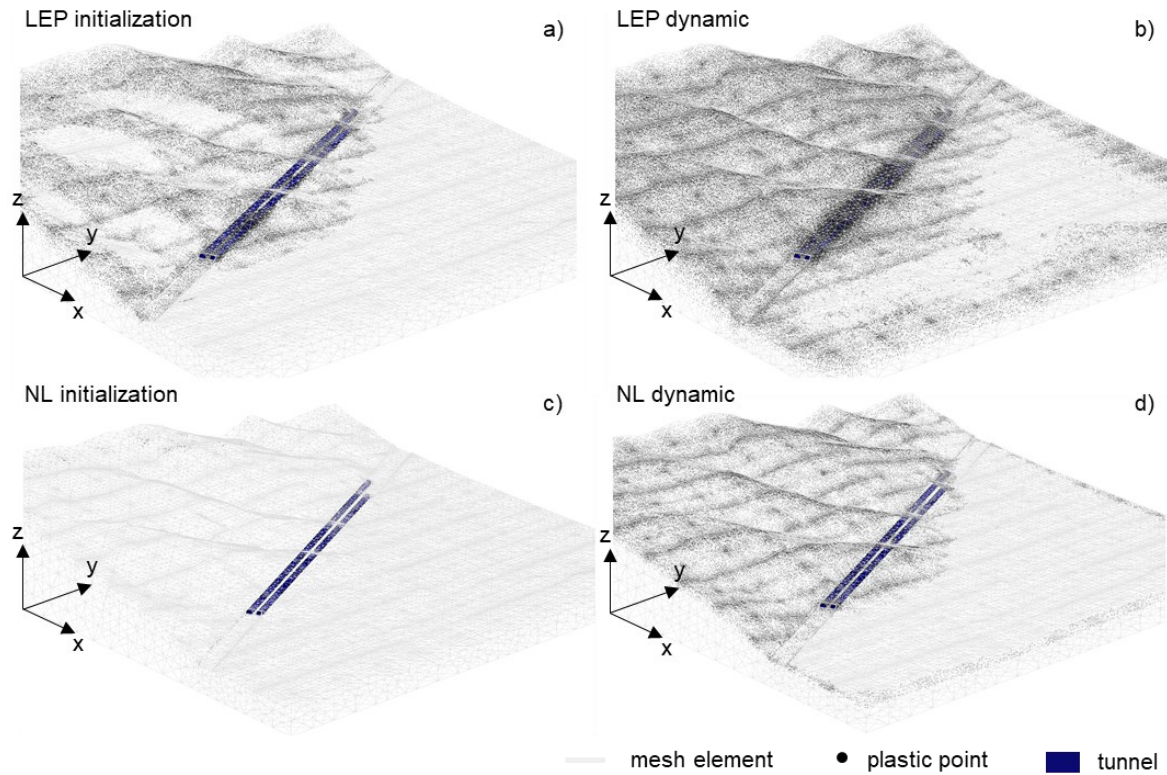 LEP initialization
a)
LEP dynamic
b)
z
y
x
z
y
x
NL initialization
c)
NL dynamic
d)
z
y
x
z
y
x
mesh element
plastic point
tunnel